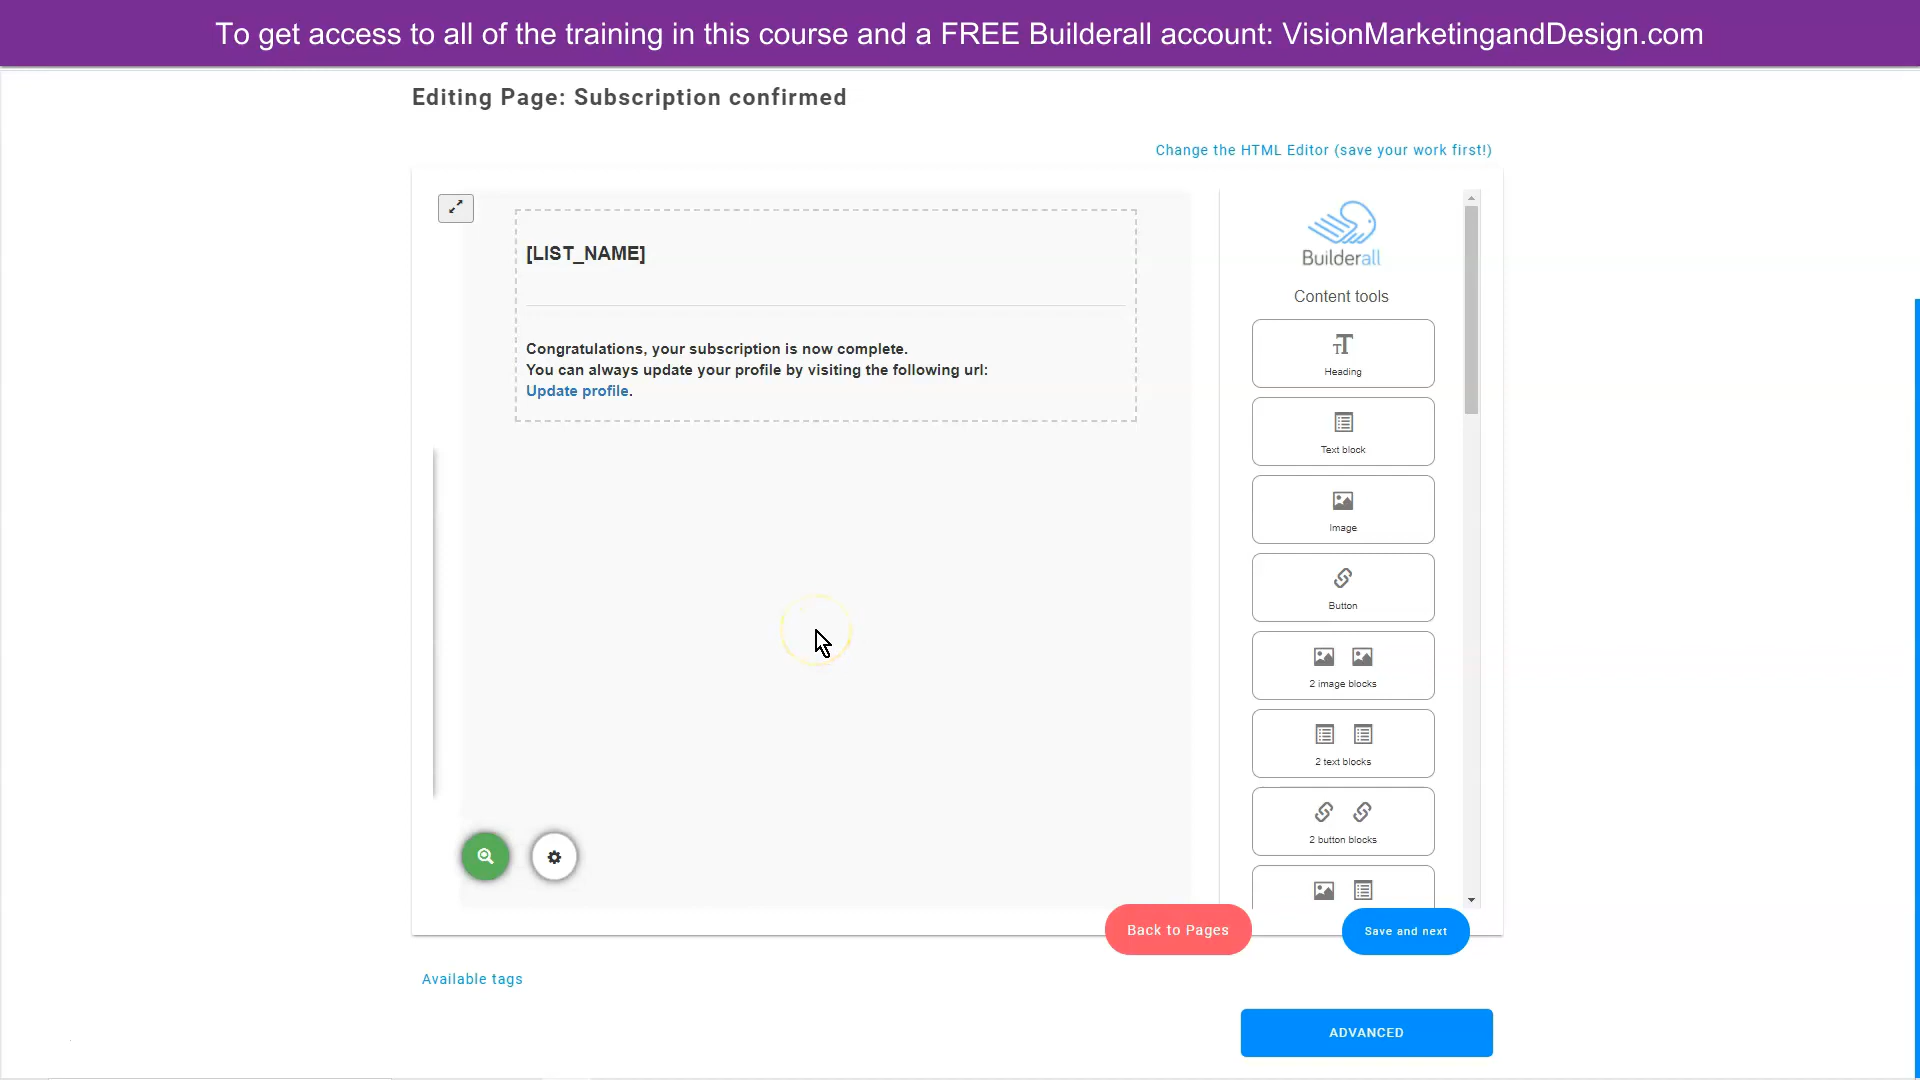 To get access to all of the training in this course and a FREE Builderall account: VisionMarketingandDesign.com
Editing Page: Subscription confirmed
Change the HTML Editor (save your work first!)
[LIST_NAME]
Congratulations, your subscription is now complete.
You can always update your profile by visiting the following url:
Update profile.
Builderall
Content tools
Heading
Text block
Image
Button
2 image blocks
2 text blocks
2 button blocks
Back to Pages
Save and next
Available tags
ADVANCED